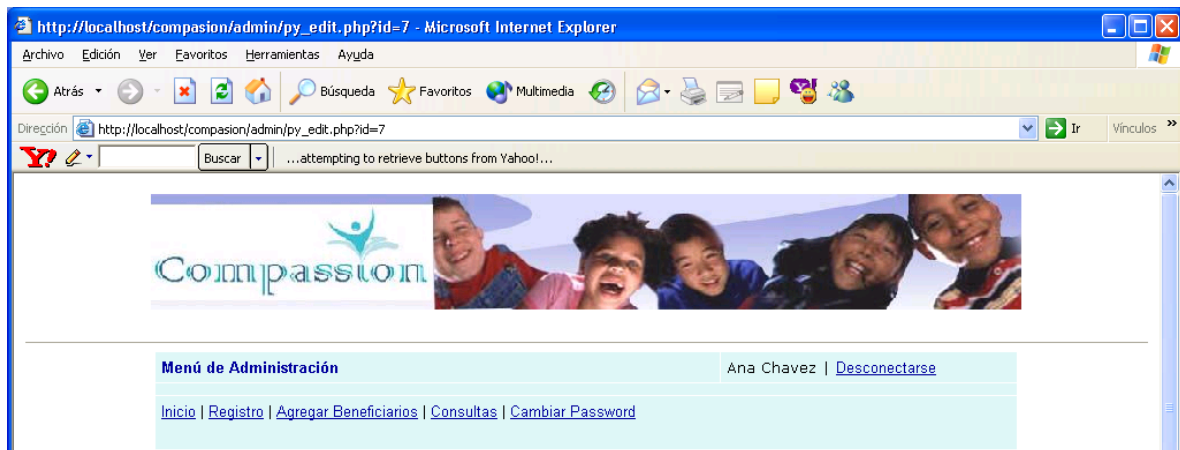 http://localhost/compasion/admin/py_edit.php?id=7 - Microsoft Internet Explorer
Archivo Edición Ver Favoritos Herramientas Ayuda
Atrás Búsqueda Favoritos Multimedia
Dirección http://localhost/compasion/admin/py_edit.php?id=7 Ir Vínculos »
Y! Buscar ...attempting to retrieve buttons from Yahoo!...
Compassion
Menú de Administración Ana Chavez | Desconectarse
Inicio | Registro | Agregar Beneficiarios | Consultas | Cambiar Password